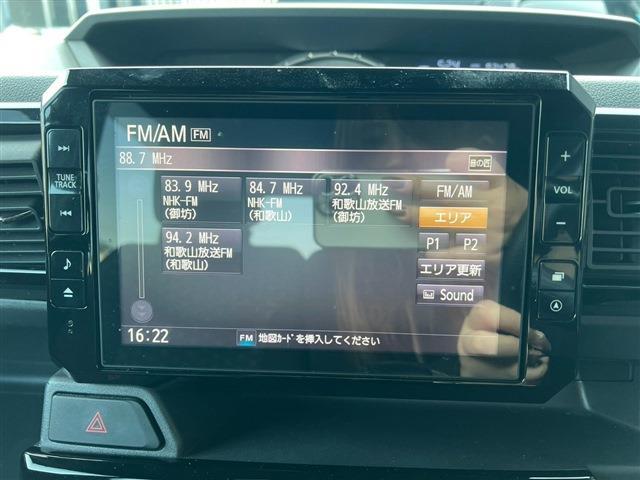 FM/AM FM
88.7 MHz
音の匠
83.9 MHz
NHK-FM
(御坊)
84.7 MHz
NHK-FM
(和歌山)
92.4 MHz
和歌山放送FM
(御坊)
94.2 MHz
和歌山放送FM
(和歌山)
FM/AM
エリア
P1 P2
エリア更新
Sound
16:22
FM 地図ｶｰﾄﾞを挿入してください
TUNE
TRACK
+
VOL
−